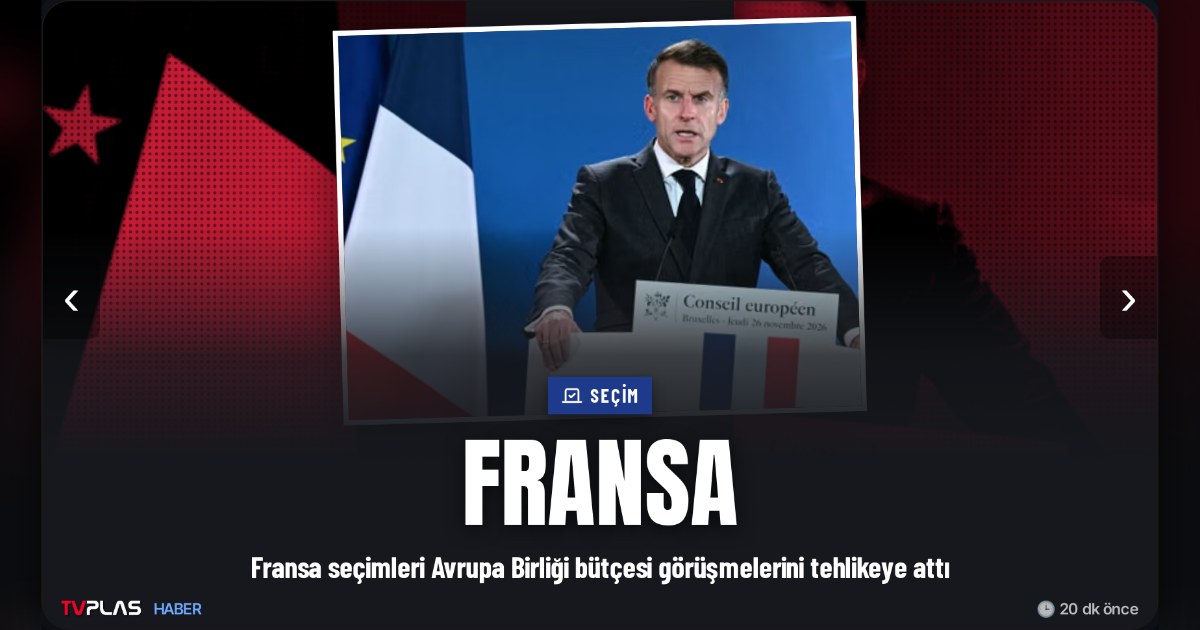 Conseil européen
Bruxelles - Jeudi 26 novembre 2026
SEÇİM
FRANSA
Fransa seçimleri Avrupa Birliği bütçesi görüşmelerini tehlikeye attı
TVPLAS HABER
20 dk önce